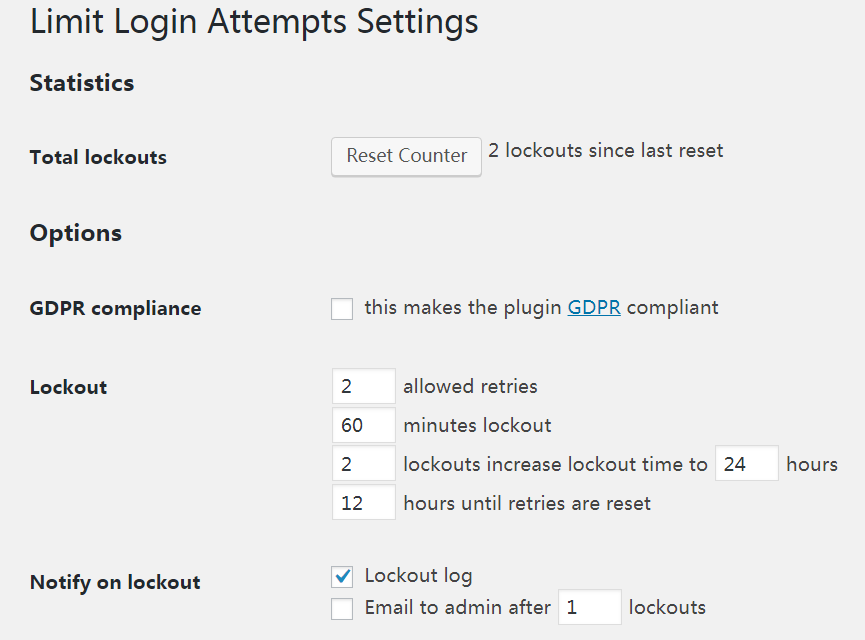 Limit Login Attempts Settings
Statistics
Total lockouts Reset Counter 2 lockouts since last reset
Options
GDPR compliance this makes the plugin GDPR compliant
Lockout 2 allowed retries
60 minutes lockout
2 lockouts increase lockout time to 24 hours
12 hours until retries are reset
Notify on lockout Lockout log
Email to admin after 1 lockouts